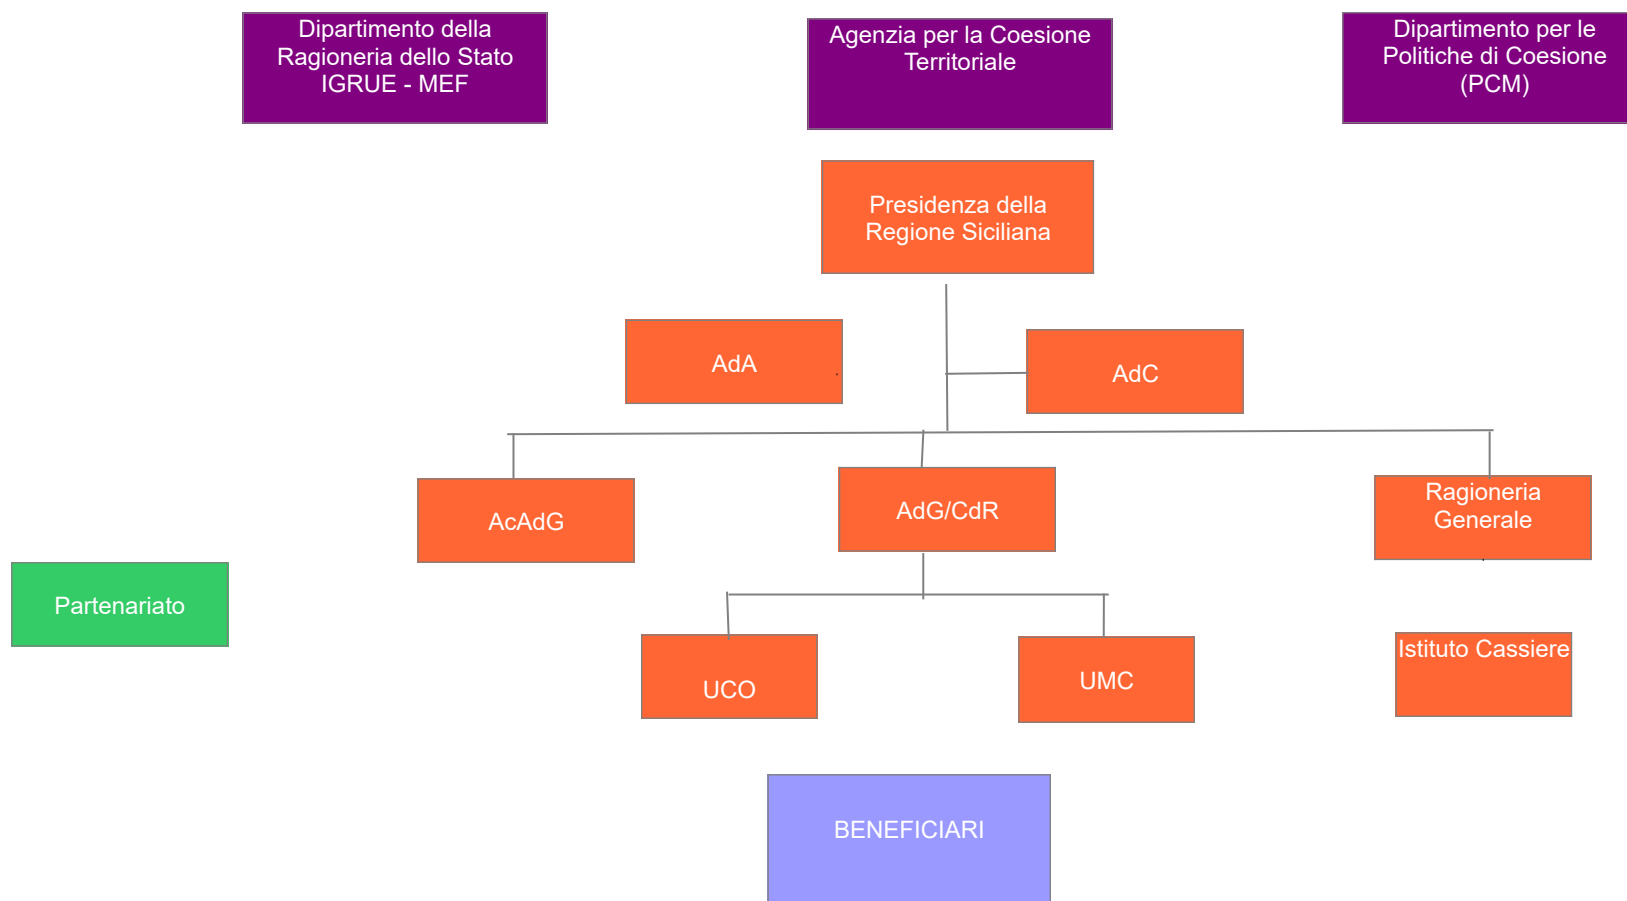 Dipartimento della
Ragioneria dello Stato
IGRUE - MEF
Agenzia per la Coesione
Territoriale
Dipartimento per le
Politiche di Coesione
(PCM)
Presidenza della
Regione Siciliana
AdA
AdC
AcAdG
AdG/CdR
Ragioneria
Generale
Partenariato
UCO
UMC
Istituto Cassiere
BENEFICIARI